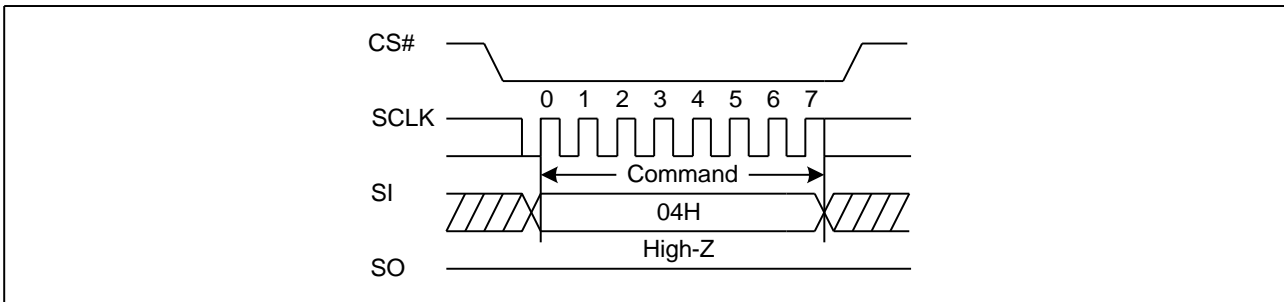 CS#
0 1 2 3 4 5 6 7
SCLK
Command
SI
04H
High-Z
SO